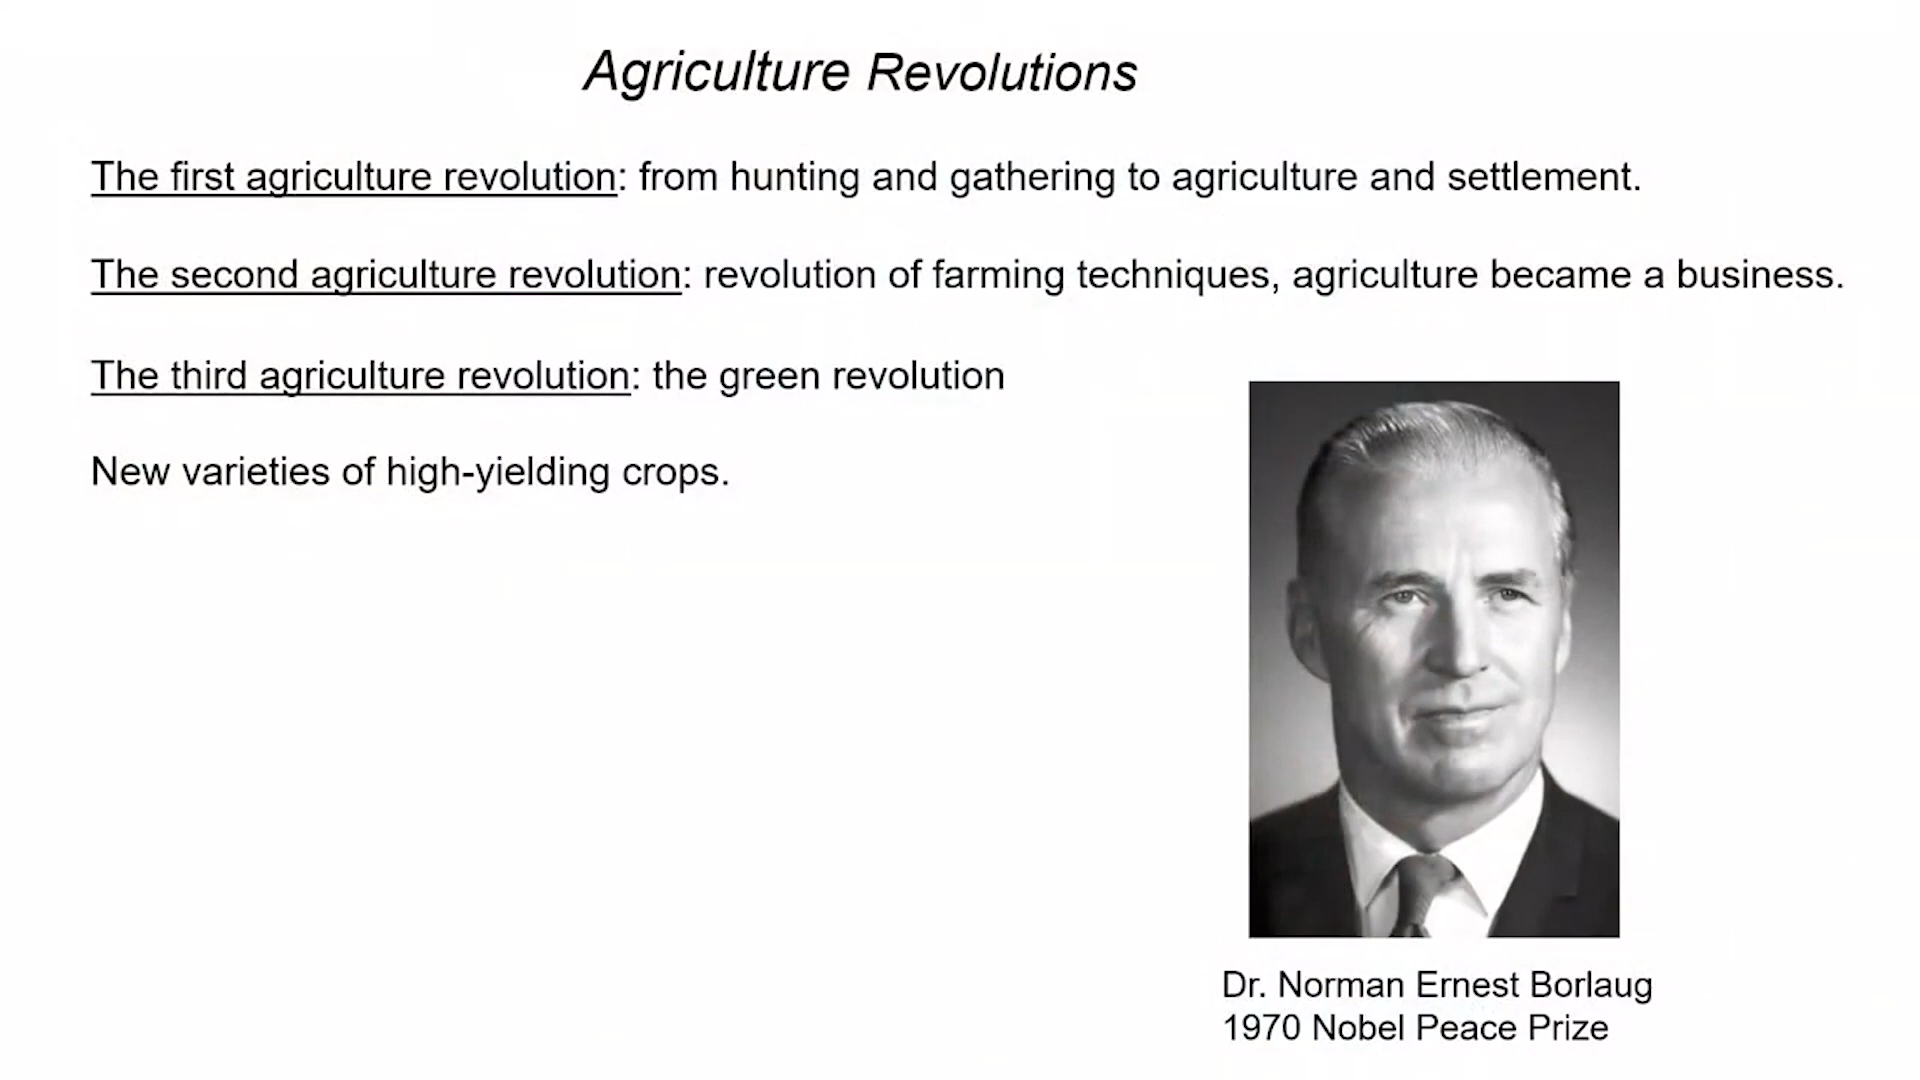 Agriculture Revolutions
The first agriculture revolution: from hunting and gathering to agriculture and settlement.
The second agriculture revolution: revolution of farming techniques, agriculture became a business.
The third agriculture revolution: the green revolution
New varieties of high-yielding crops.
Dr. Norman Ernest Borlaug
1970 Nobel Peace Prize